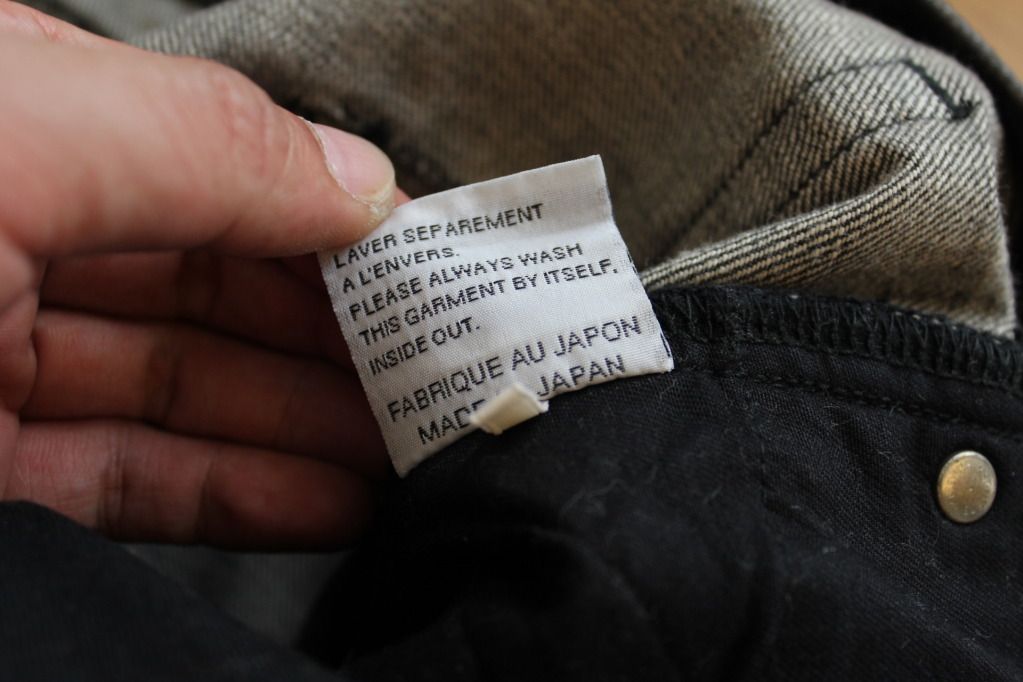 LAVER SEPAREMENT
A L'ENVERS.
PLEASE ALWAYS WASH
THIS GARMENT BY ITSELF,
INSIDE OUT.
FABRIQUE AU JAPON
MADE JAPAN